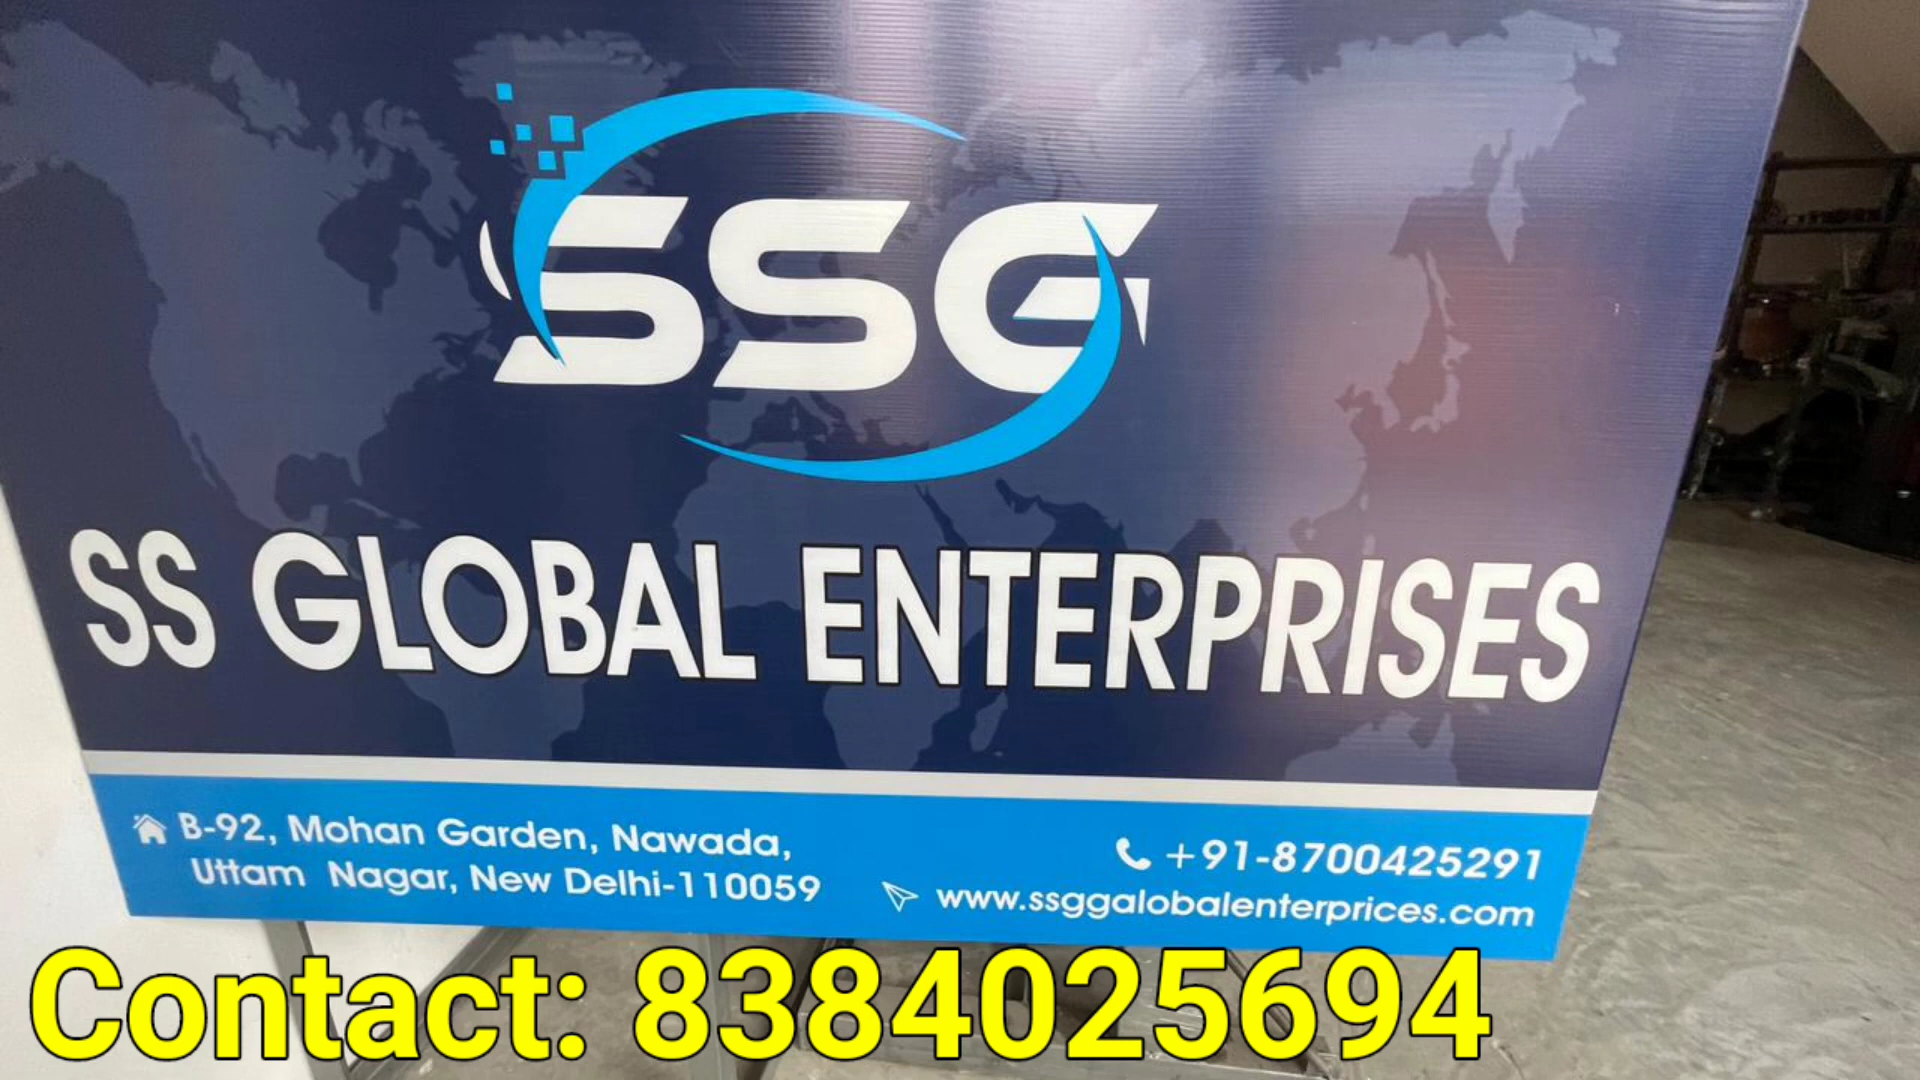 SSG
SS GLOBAL ENTERPRISES
B-92, Mohan Garden, Nawada,
Uttam Nagar, New Delhi-110059
+91-8700425291
www.ssggalobalenterprices.com
Contact: 8384025694